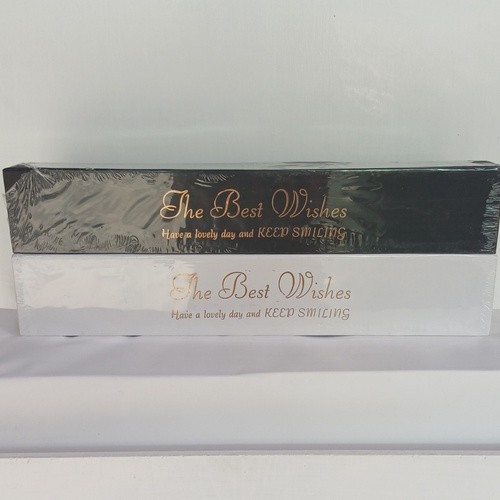 The Best Wishes
Have a lovely day and KEEP SMILING
The Best Wishes
Have a lovely day and KEEP SMILING